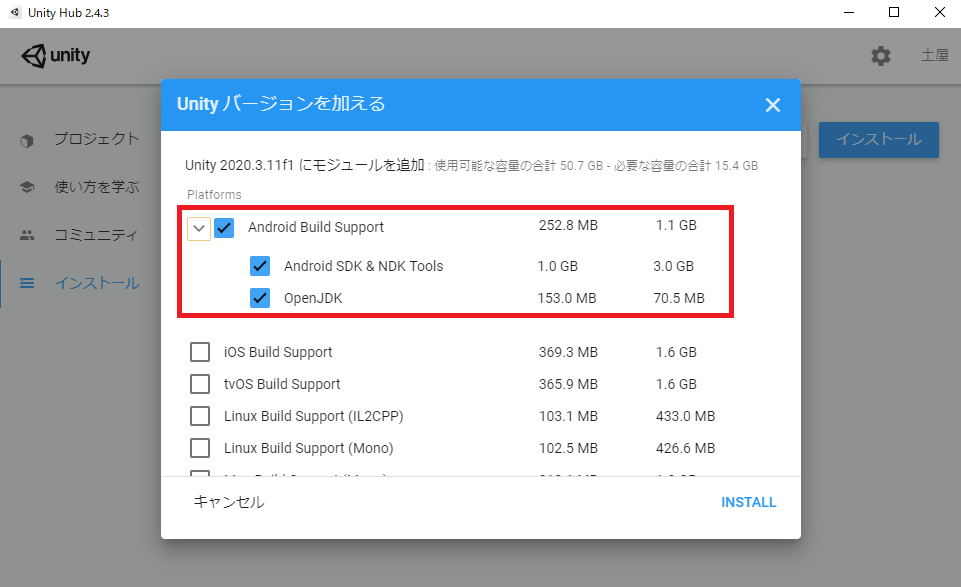 Unity Hub 2.4.3
unity
土屋
Unity バージョンを加える
プロジェクト
使い方を学ぶ
コミュニティ
インストール
インストール
Unity 2020.3.11f1 にモジュールを追加 : 使用可能な容量の合計 50.7 GB - 必要な容量の合計 15.4 GB
Platforms
Android Build Support 252.8 MB 1.1 GB
Android SDK & NDK Tools 1.0 GB 3.0 GB
OpenJDK 153.0 MB 70.5 MB
iOS Build Support 369.3 MB 1.6 GB
tvOS Build Support 365.9 MB 1.6 GB
Linux Build Support (IL2CPP) 103.1 MB 433.0 MB
Linux Build Support (Mono) 102.5 MB 426.6 MB
キャンセル INSTALL